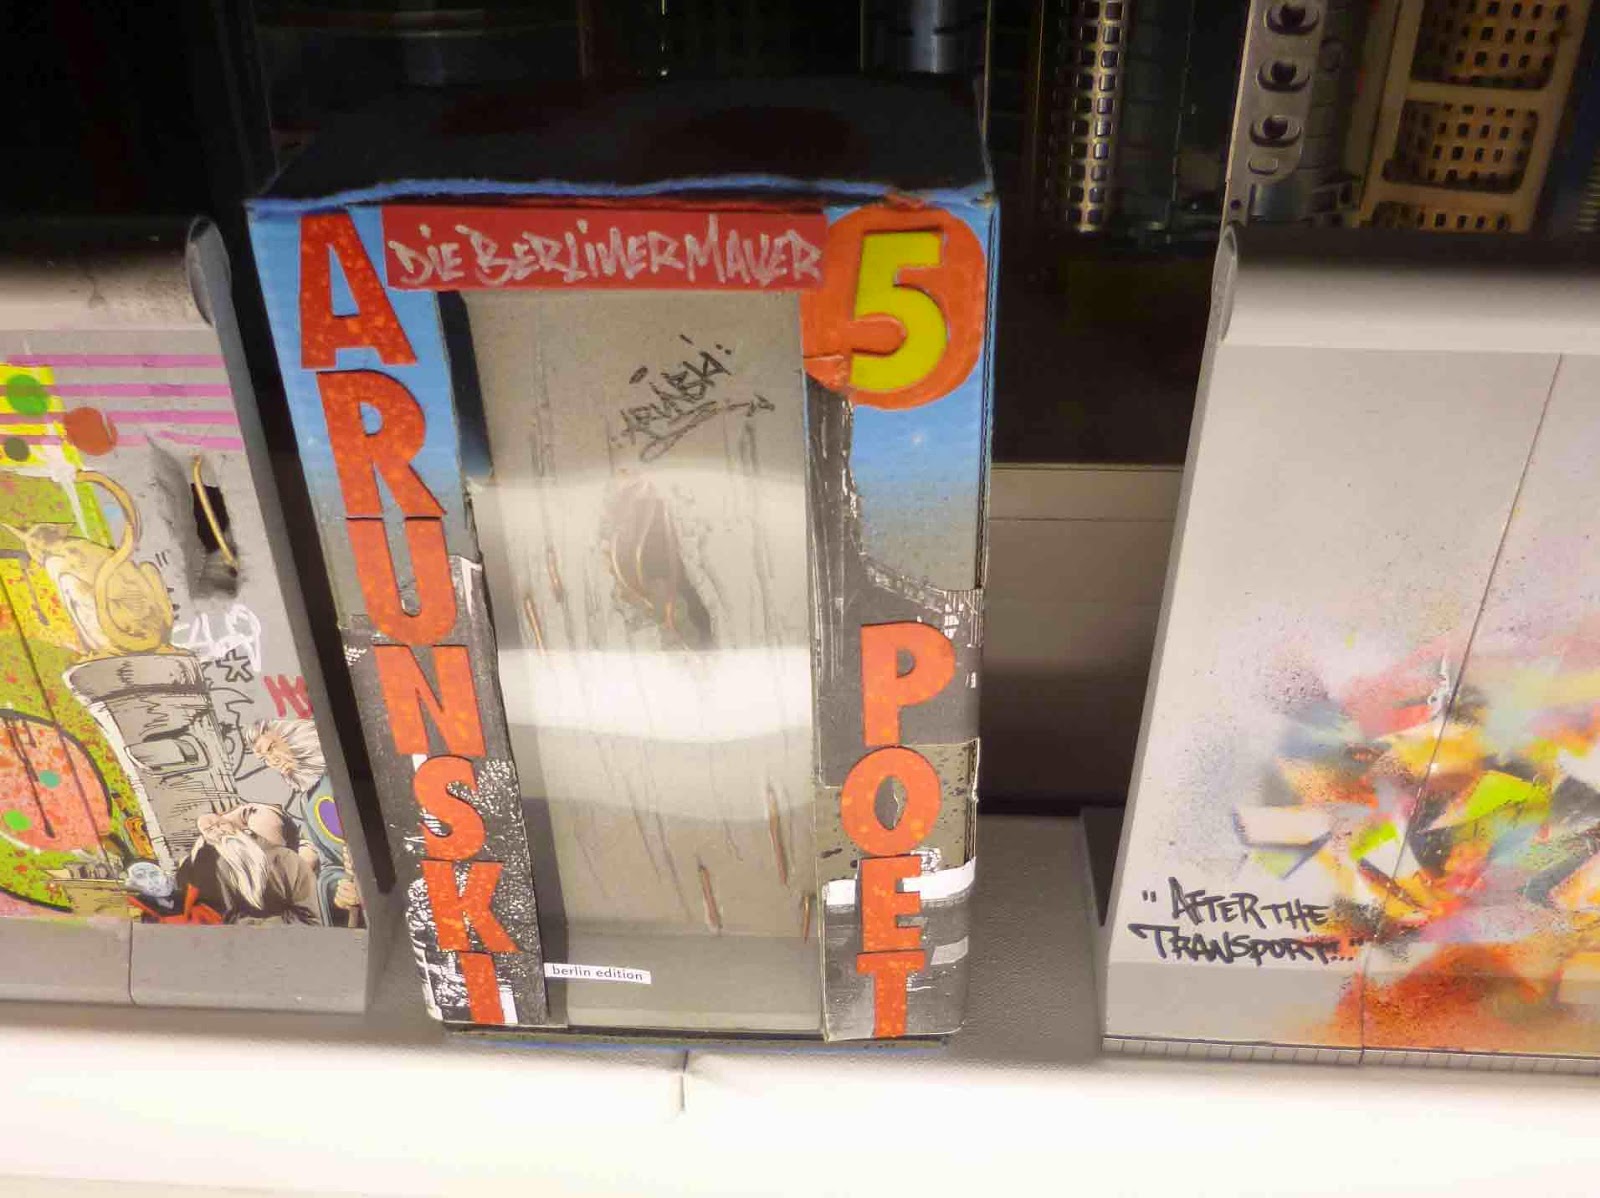 DIE BERLINER MAUER
5
ARUNSKI
POET
berlin edition
"AFTER THE
TRANSPORT..."